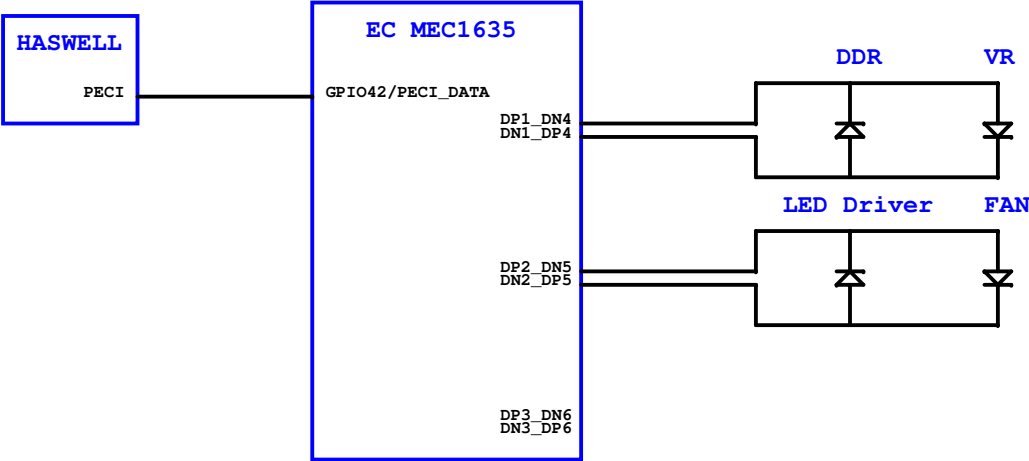 HASWELL
PECI
EC MEC1635
GPIO42/PECI_DATA
DP1_DN4
DN1_DP4
DP2_DN5
DN2_DP5
DP3_DN6
DN3_DP6
DDR
VR
LED Driver
FAN